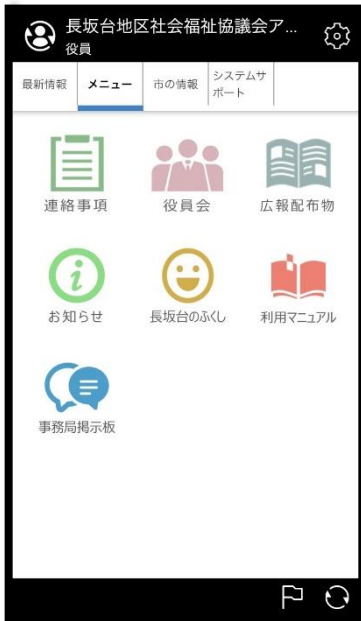 長坂台地区社会福祉協議会ア...
役員
最新情報 メニュー 市の情報 システムサ
ポート
連絡事項 役員会 広報配布物
お知らせ 長坂台のふくし 利用マニュアル
事務局掲示板